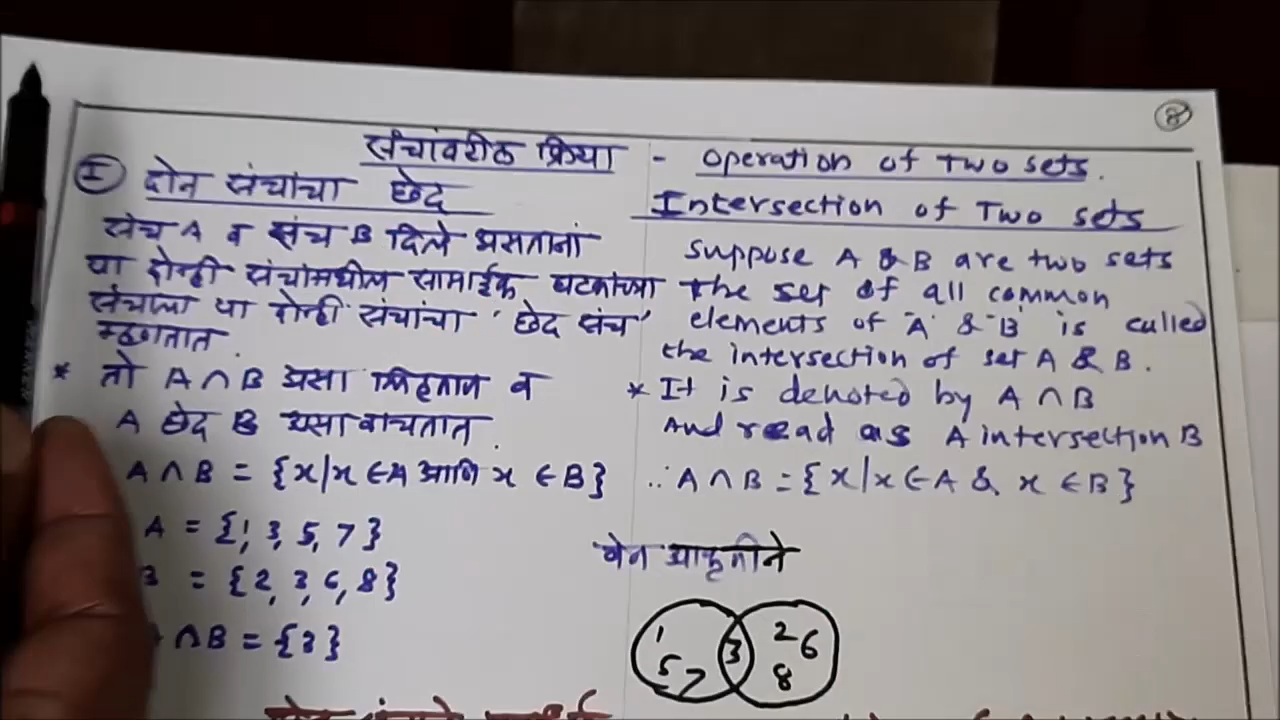 8
संचांवरील क्रिया - Operation of Two sets.
I दोन संचांचा छेद
Intersection of Two sets
संच A व संच B दिले असताना
या दोन्ही संचांमधील सामाईक घटकांच्या
संचाला या दोन्ही संचांचा 'छेद संच'
म्हणतात.
* तो A ∩ B असा लिहतात व
A छेद B असा वाचतात.
A ∩ B = {x/x ∈ A आणि x ∈ B}
A = {1, 3, 5, 7}
B = {2, 3, 6, 8}
∩ B = {3}
suppose A & B are two sets
the set of all common
elements of 'A' & 'B' is called
the intersection of set A & B.
* It is denoted by A ∩ B
And read as A intersection B
∴ A ∩ B = {x/x ∈ A & x ∈ B}
वेन आकृतीने
1 5 7 3 2 6 8